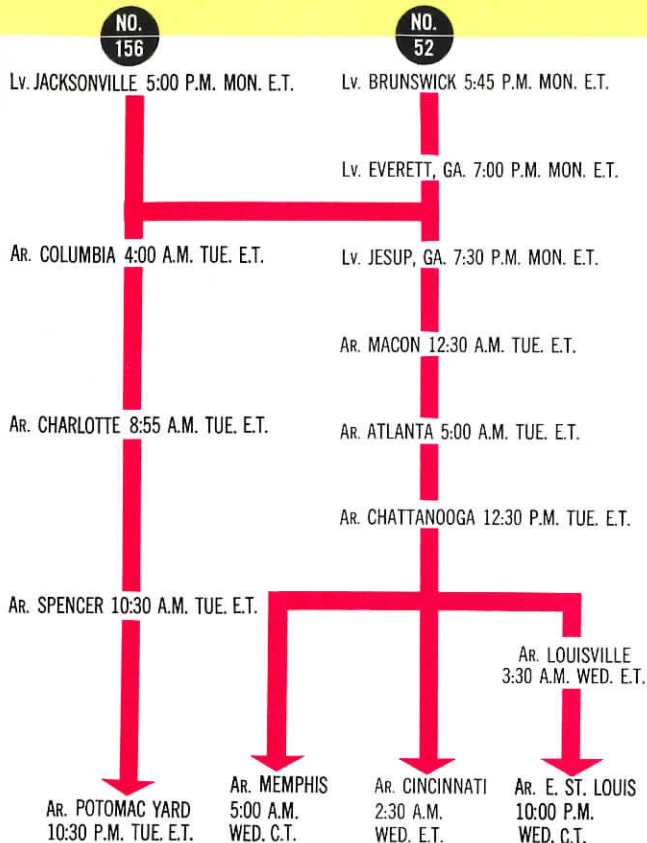 NO.
156
NO.
52
Lv. JACKSONVILLE 5:00 P.M. MON. E.T.
Lv. BRUNSWICK 5:45 P.M. MON. E.T.
Lv. EVERETT, GA. 7:00 P.M. MON. E.T.
AR. COLUMBIA 4:00 A.M. TUE. E.T.
Lv. JESUP, GA. 7:30 P.M. MON. E.T.
AR. MACON 12:30 A.M. TUE. E.T.
AR. CHARLOTTE 8:55 A.M. TUE. E.T.
AR. ATLANTA 5:00 A.M. TUE. E.T.
AR. CHATTANOOGA 12:30 P.M. TUE. E.T.
AR. SPENCER 10:30 A.M. TUE. E.T.
AR. LOUISVILLE
3:30 A.M. WED. E.T.
AR. POTOMAC YARD
10:30 P.M. TUE. E.T.
AR. MEMPHIS
5:00 A.M.
WED. C.T.
AR. CINCINNATI
2:30 A.M.
WED. E.T.
AR. E. ST. LOUIS
10:00 P.M.
WED. C.T.